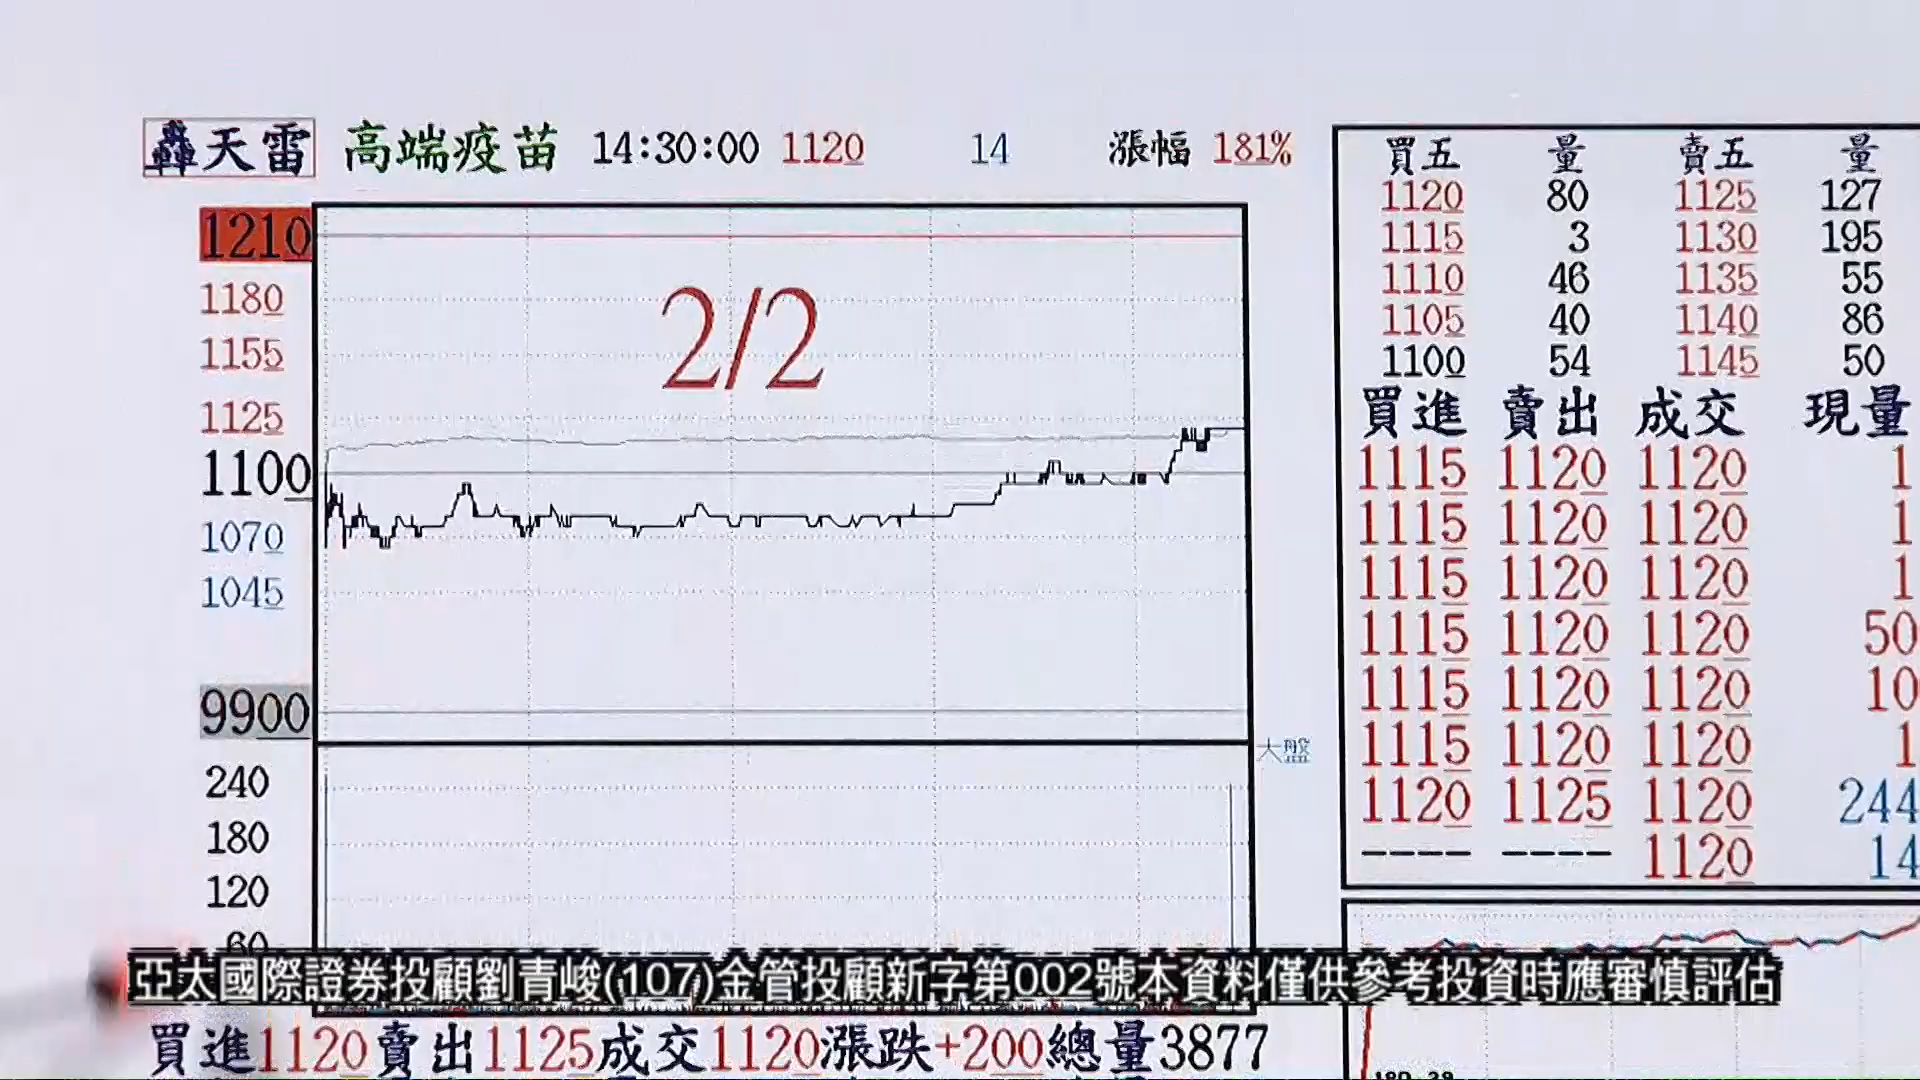 轟天雷 高端疫苗 14:30:00 1120 14 漲幅 181%
1210
1180
1155
1125
1100
1070
1045
9900
240
180
120
60
2/2
大盤
買五 量 賣五 量
1120 80 1125 127
1115 3 1130 195
1110 46 1135 55
1105 40 1140 86
1100 54 1145 50
買進 賣出 成交 現量
1115 1120 1120 1
1115 1120 1120 1
1115 1120 1120 1
1115 1120 1120 50
1115 1120 1120 10
1115 1120 1120 1
1120 1125 1120 244
---- ---- 1120 14
亞太國際證券投顧劉青峻(107)金管投顧新字第002號本資料僅供參考投資時應審慎評估
買進1120賣出1125成交1120漲跌+200總量3877